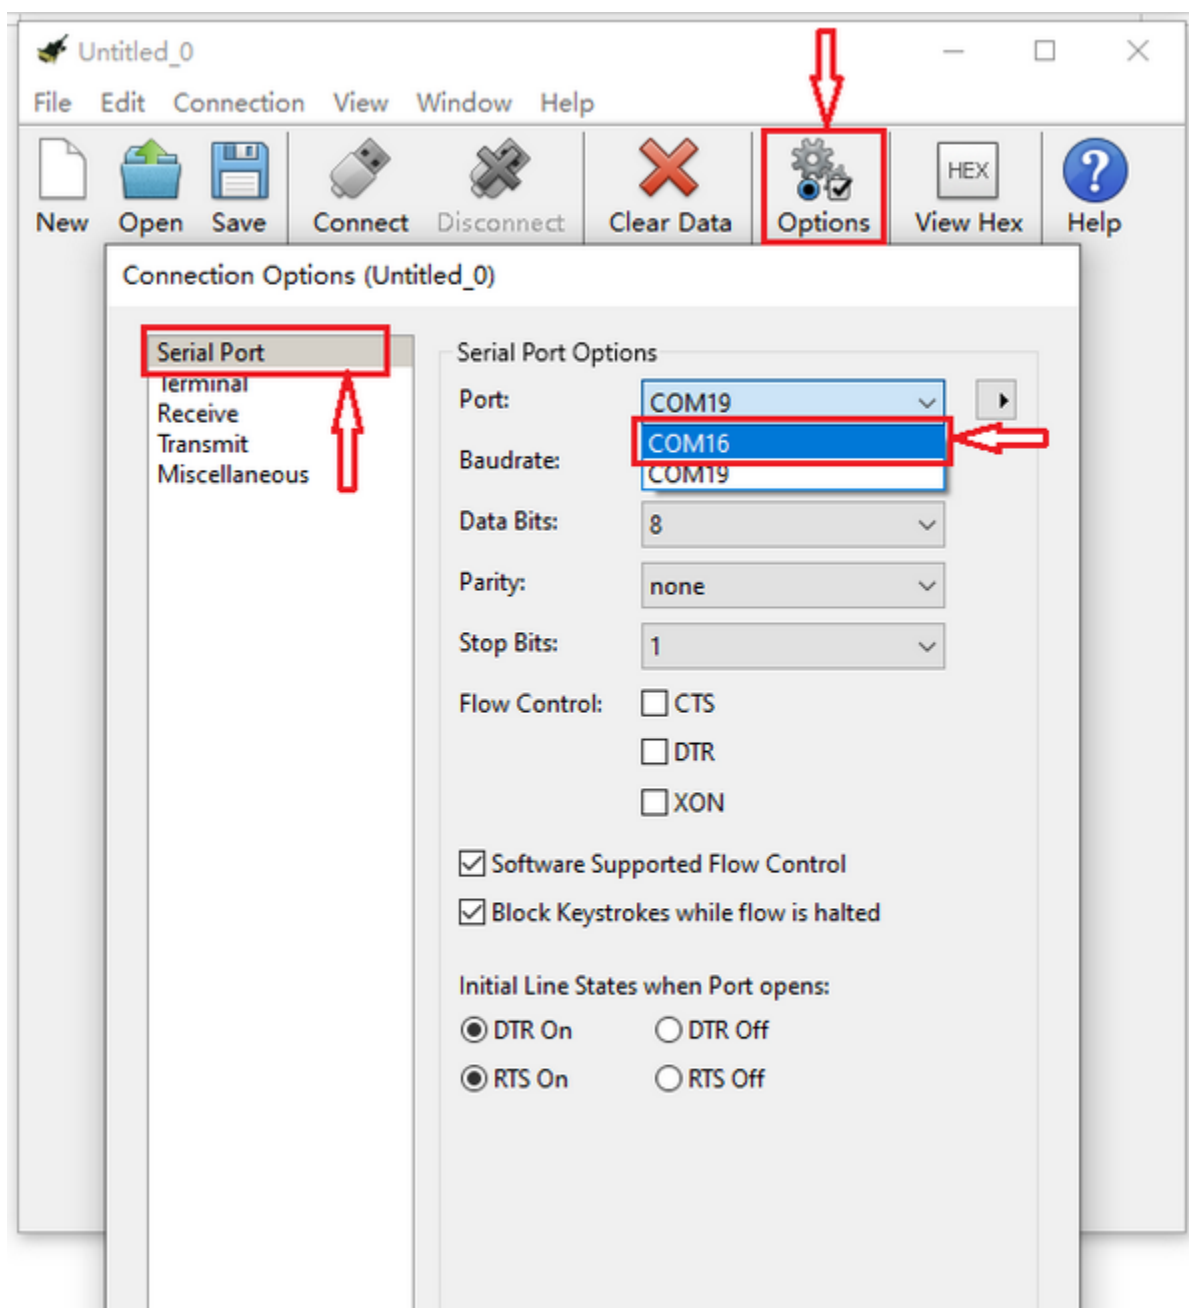 Untitled_0
File Edit Connection View Window Help
New Open Save Connect Disconnect Clear Data Options HEX View Hex ? Help
Connection Options (Untitled_0)
Serial Port
Terminal
Receive
Transmit
Miscellaneous
Serial Port Options
Port: COM19
COM16
COM19
Baudrate:
Data Bits: 8
Parity: none
Stop Bits: 1
Flow Control: CTS
DTR
XON
Software Supported Flow Control
Block Keystrokes while flow is halted
Initial Line States when Port opens:
DTR On DTR Off
RTS On RTS Off